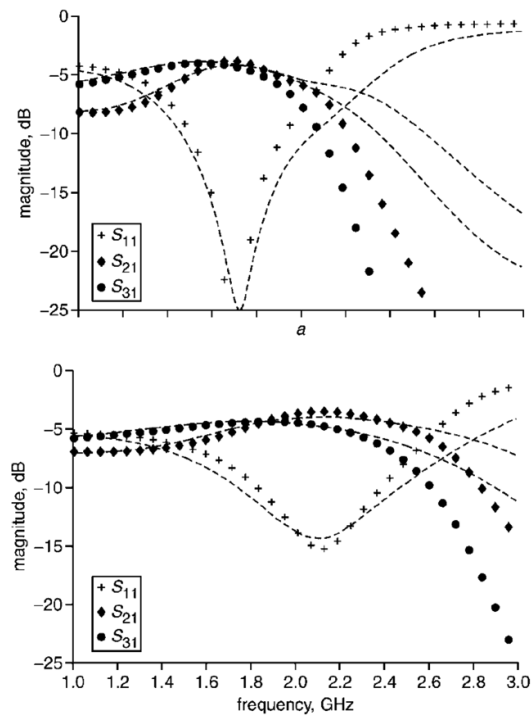 0
−5
−10
−15
−20
−25
magnitude, dB
+ S11
♦ S21
● S31
a
0
−5
−10
−15
−20
−25
magnitude, dB
+ S11
♦ S21
● S31
1.0 1.2 1.4 1.6 1.8 2.0 2.2 2.4 2.6 2.8 3.0
frequency, GHz